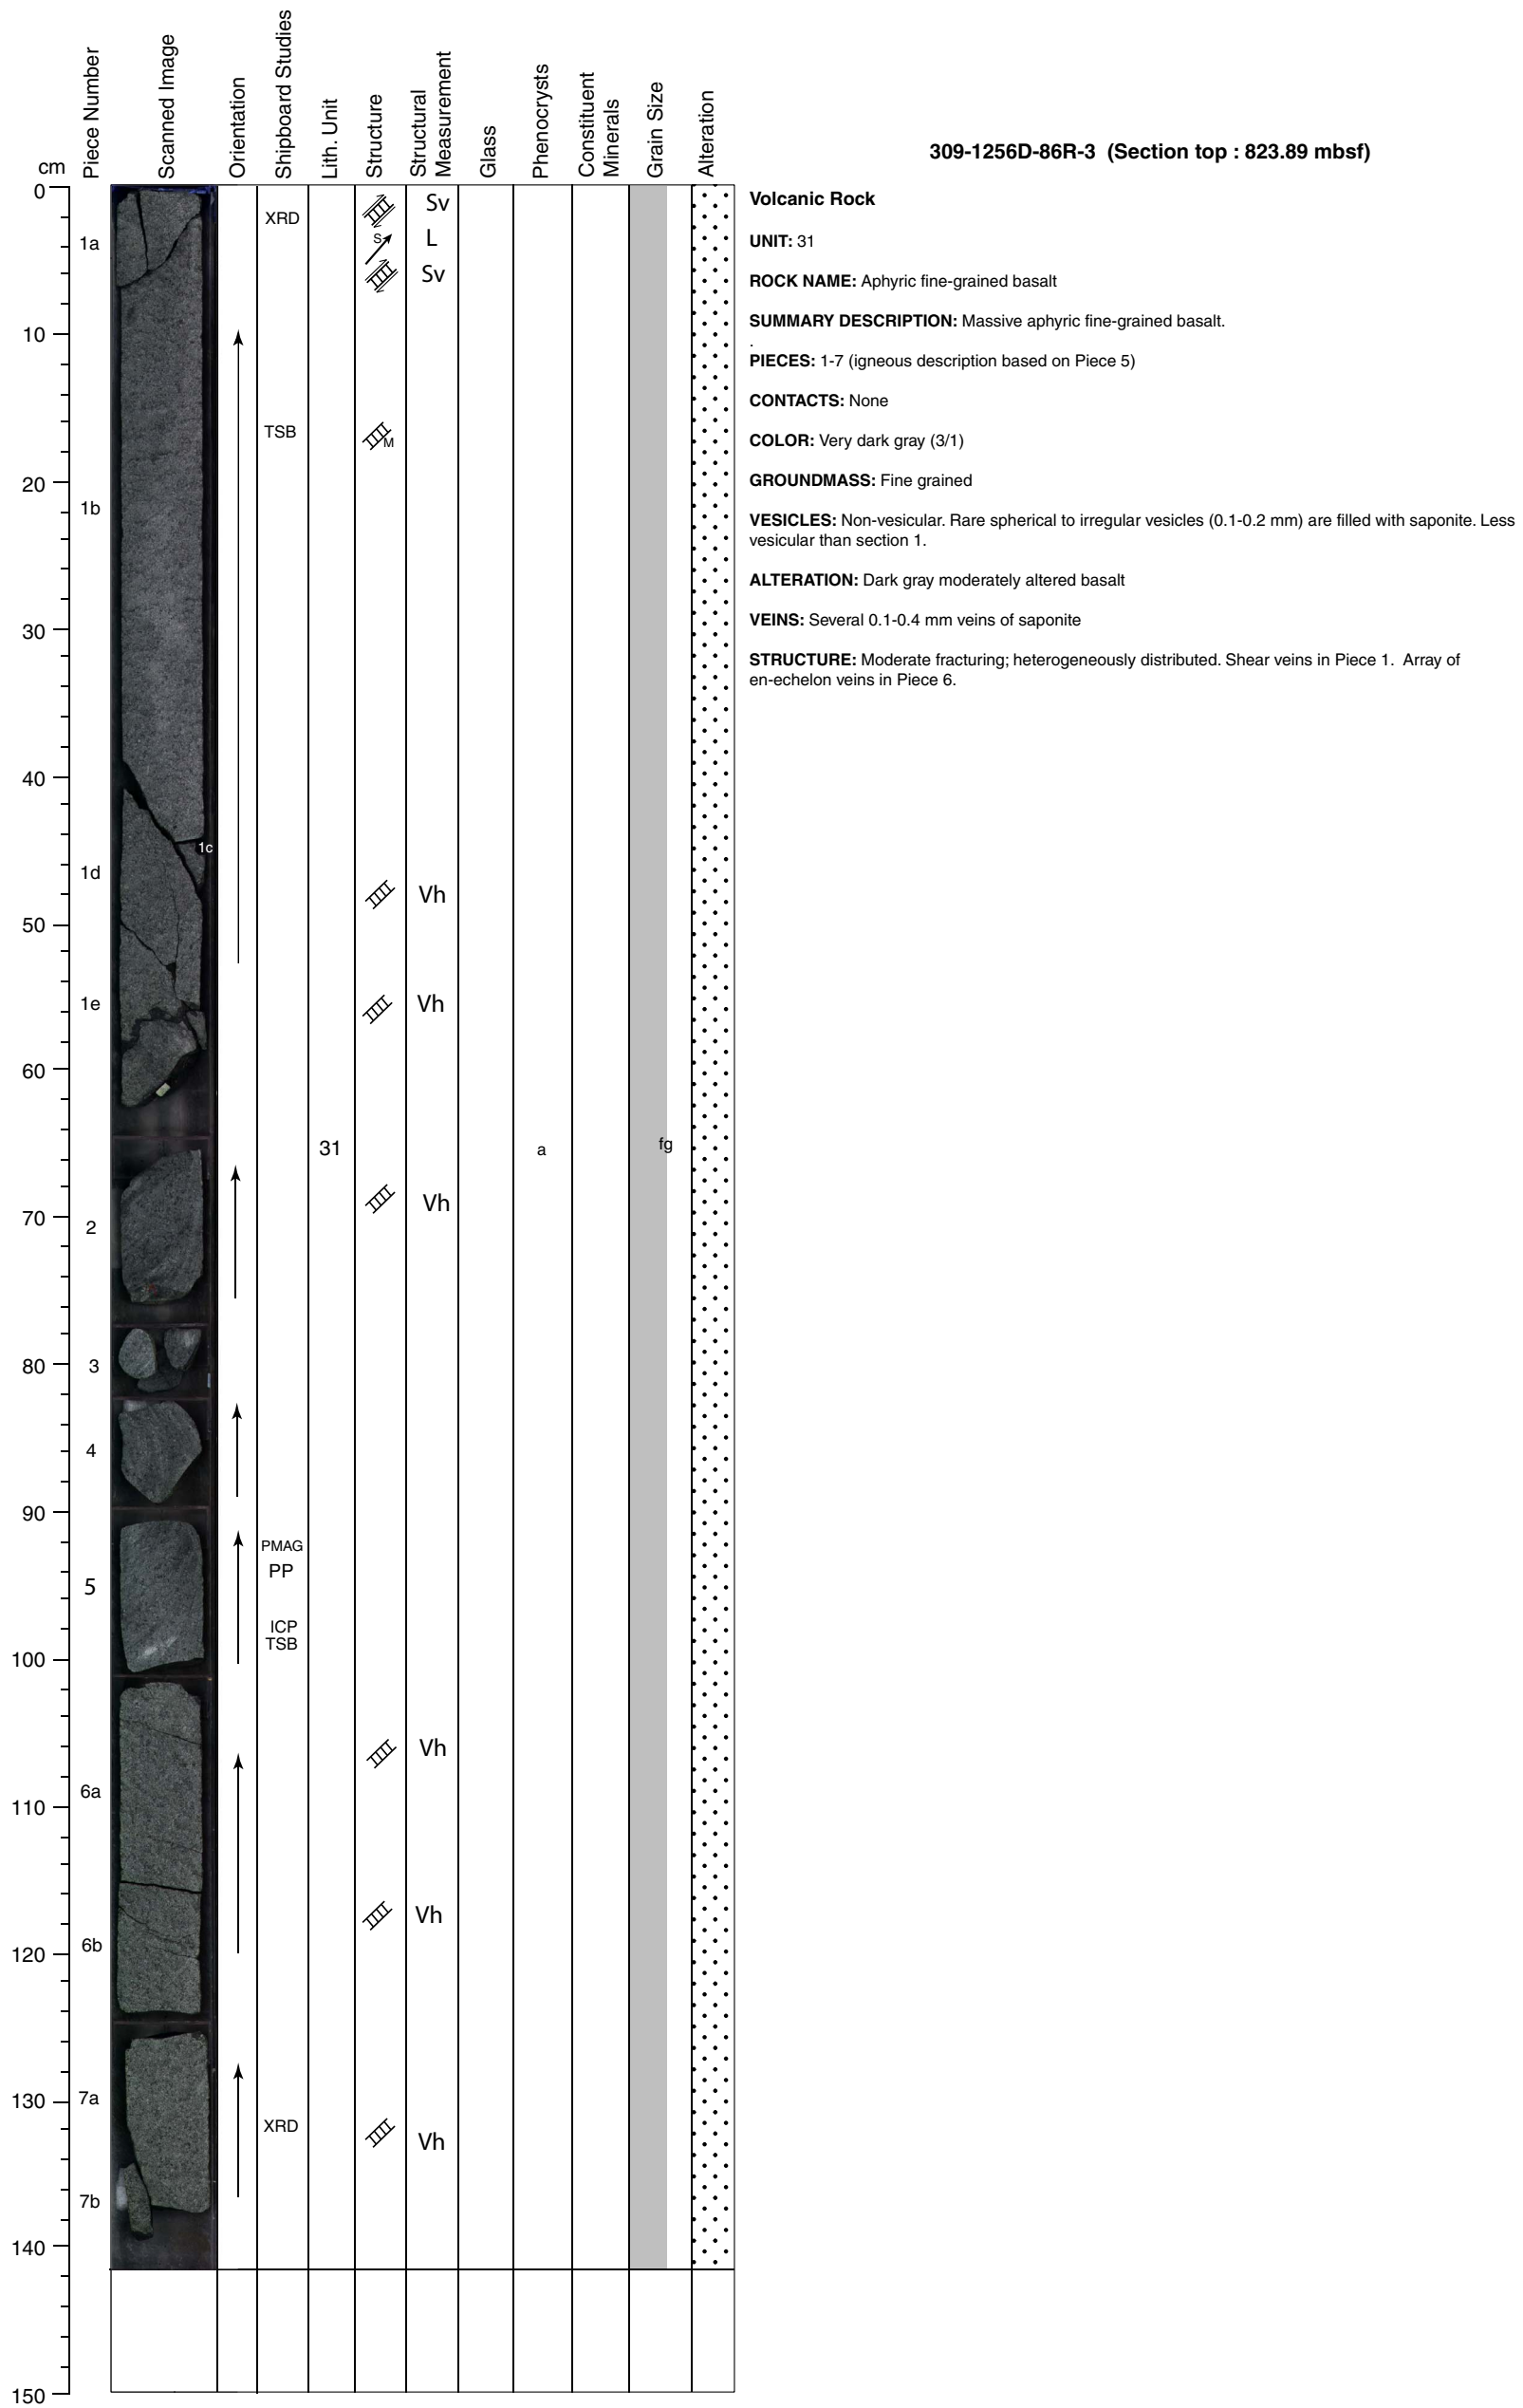 cm
Piece Number
Scanned Image
Orientation
Shipboard Studies
Lith. Unit
Structure
Structural
Measurement
Glass
Phenocrysts
Constituent
Minerals
Grain Size
Alteration
309-1256D-86R-3 (Section top : 823.89 mbsf)
Volcanic Rock
UNIT: 31
ROCK NAME: Aphyric fine-grained basalt
SUMMARY DESCRIPTION: Massive aphyric fine-grained basalt.
.
PIECES: 1-7 (igneous description based on Piece 5)
CONTACTS: None
COLOR: Very dark gray (3/1)
GROUNDMASS: Fine grained
VESICLES: Non-vesicular. Rare spherical to irregular vesicles (0.1-0.2 mm) are filled with saponite. Less
vesicular than section 1.
ALTERATION: Dark gray moderately altered basalt
VEINS: Several 0.1-0.4 mm veins of saponite
STRUCTURE: Moderate fracturing; heterogeneously distributed. Shear veins in Piece 1. Array of
en-echelon veins in Piece 6.
0
XRD Sv
1a S L
Sv
10
TSB M
20
1b
30
40
1c
1d
Vh
50
1e Vh
60
31 a fg
Vh
70
2
80 3
4
90
PMAG
PP
5
ICP
TSB
100
Vh
6a
110
Vh
6b
120
7a
130
XRD
Vh
7b
140
150